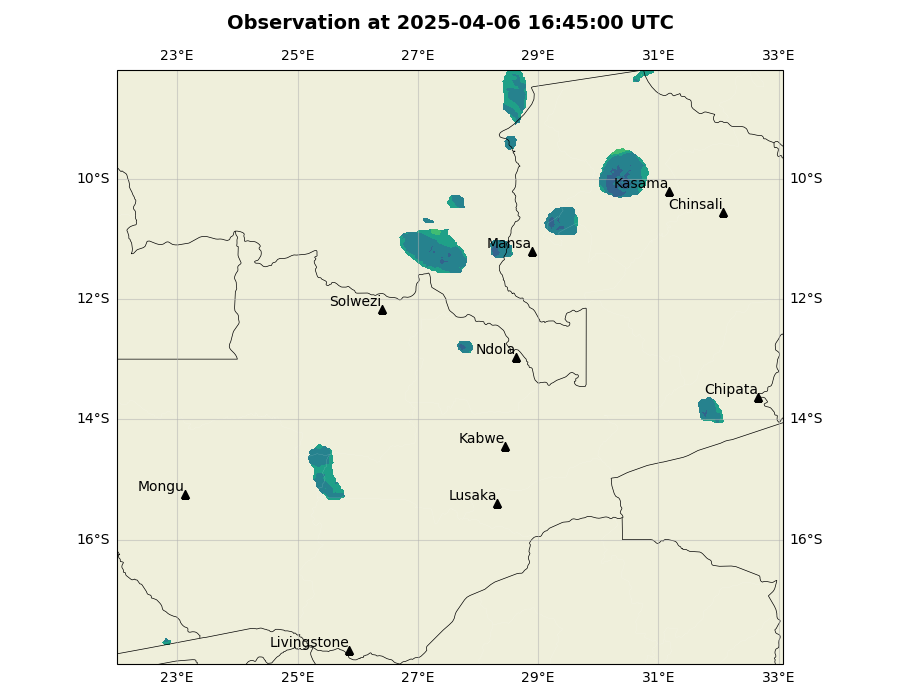 Observation at 2025-04-06 16:45:00 UTC
23°E 25°E 27°E 29°E 31°E 33°E
10°S 10°S
Kasama
Chinsali
Mansa
12°S 12°S
Solwezi
Ndola
Chipata
14°S 14°S
Kabwe
Mongu
Lusaka
16°S 16°S
Livingstone
23°E 25°E 27°E 29°E 31°E 33°E